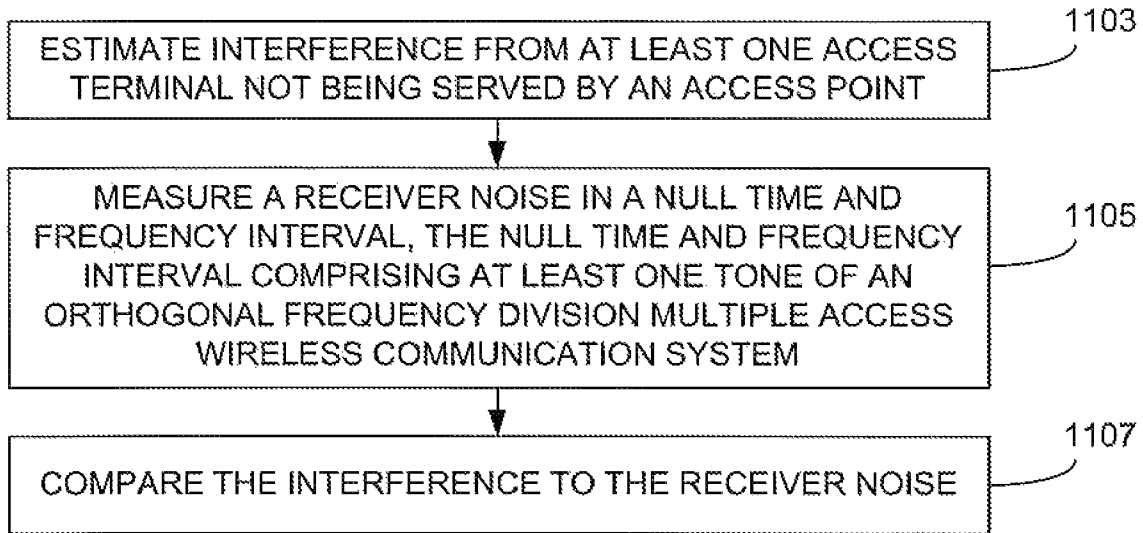 1103
ESTIMATE INTERFERENCE FROM AT LEAST ONE ACCESS
TERMINAL NOT BEING SERVED BY AN ACCESS POINT
1105
MEASURE A RECEIVER NOISE IN A NULL TIME AND
FREQUENCY INTERVAL, THE NULL TIME AND FREQUENCY
INTERVAL COMPRISING AT LEAST ONE TONE OF AN
ORTHOGONAL FREQUENCY DIVISION MULTIPLE ACCESS
WIRELESS COMMUNICATION SYSTEM
1107
COMPARE THE INTERFERENCE TO THE RECEIVER NOISE